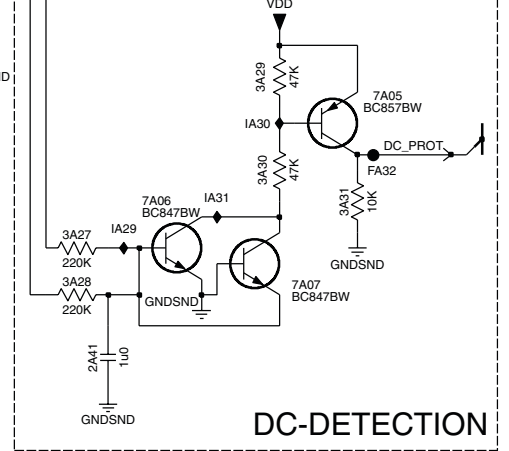 VDD
3A29
47K
7A05
BC857BW
IA30
DC_PROT
FA32
3A30
47K
3A31
10K
GNDSND
7A06
BC847BW
IA31
3A27
IA29
220K
3A28
220K
GNDSND
7A07
BC847BW
2A41
1u0
GNDSND
DC-DETECTION